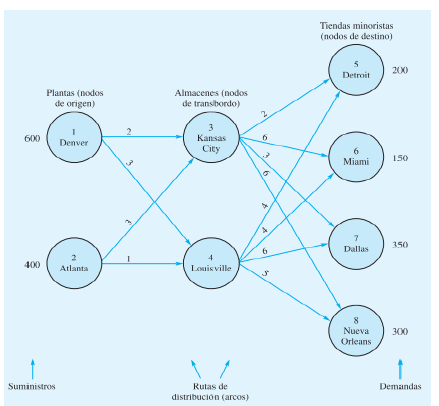 Tiendas minoristas
(nodos de destino)
Plantas (nodos
de origen)
Almacenes (nodos
de transbordo)
5
Detroit
200
600
1
Denver
2
3
Kansas
City
2
6
3
6
6
Miami
150
3
3
400
2
Atlanta
1
4
Louisville
4
4
6
5
7
Dallas
350
8
Nueva
Orleans
300
Suministros
Rutas de
distribución (arcos)
Demandas